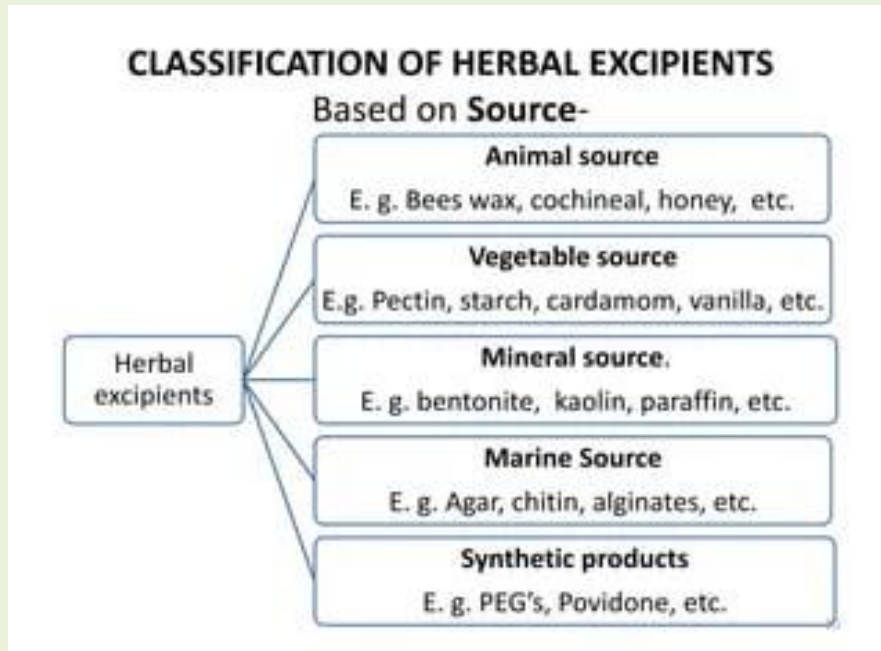 CLASSIFICATION OF HERBAL EXCIPIENTS
Based on Source-
Animal source
E. g. Bees wax, cochineal, honey, etc.
Vegetable source
E.g. Pectin, starch, cardamom, vanilla, etc.
Herbal
excipients
Mineral source.
E. g. bentonite, kaolin, paraffin, etc.
Marine Source
E. g. Agar, chitin, alginates, etc.
Synthetic products
E. g. PEG's, Povidone, etc.